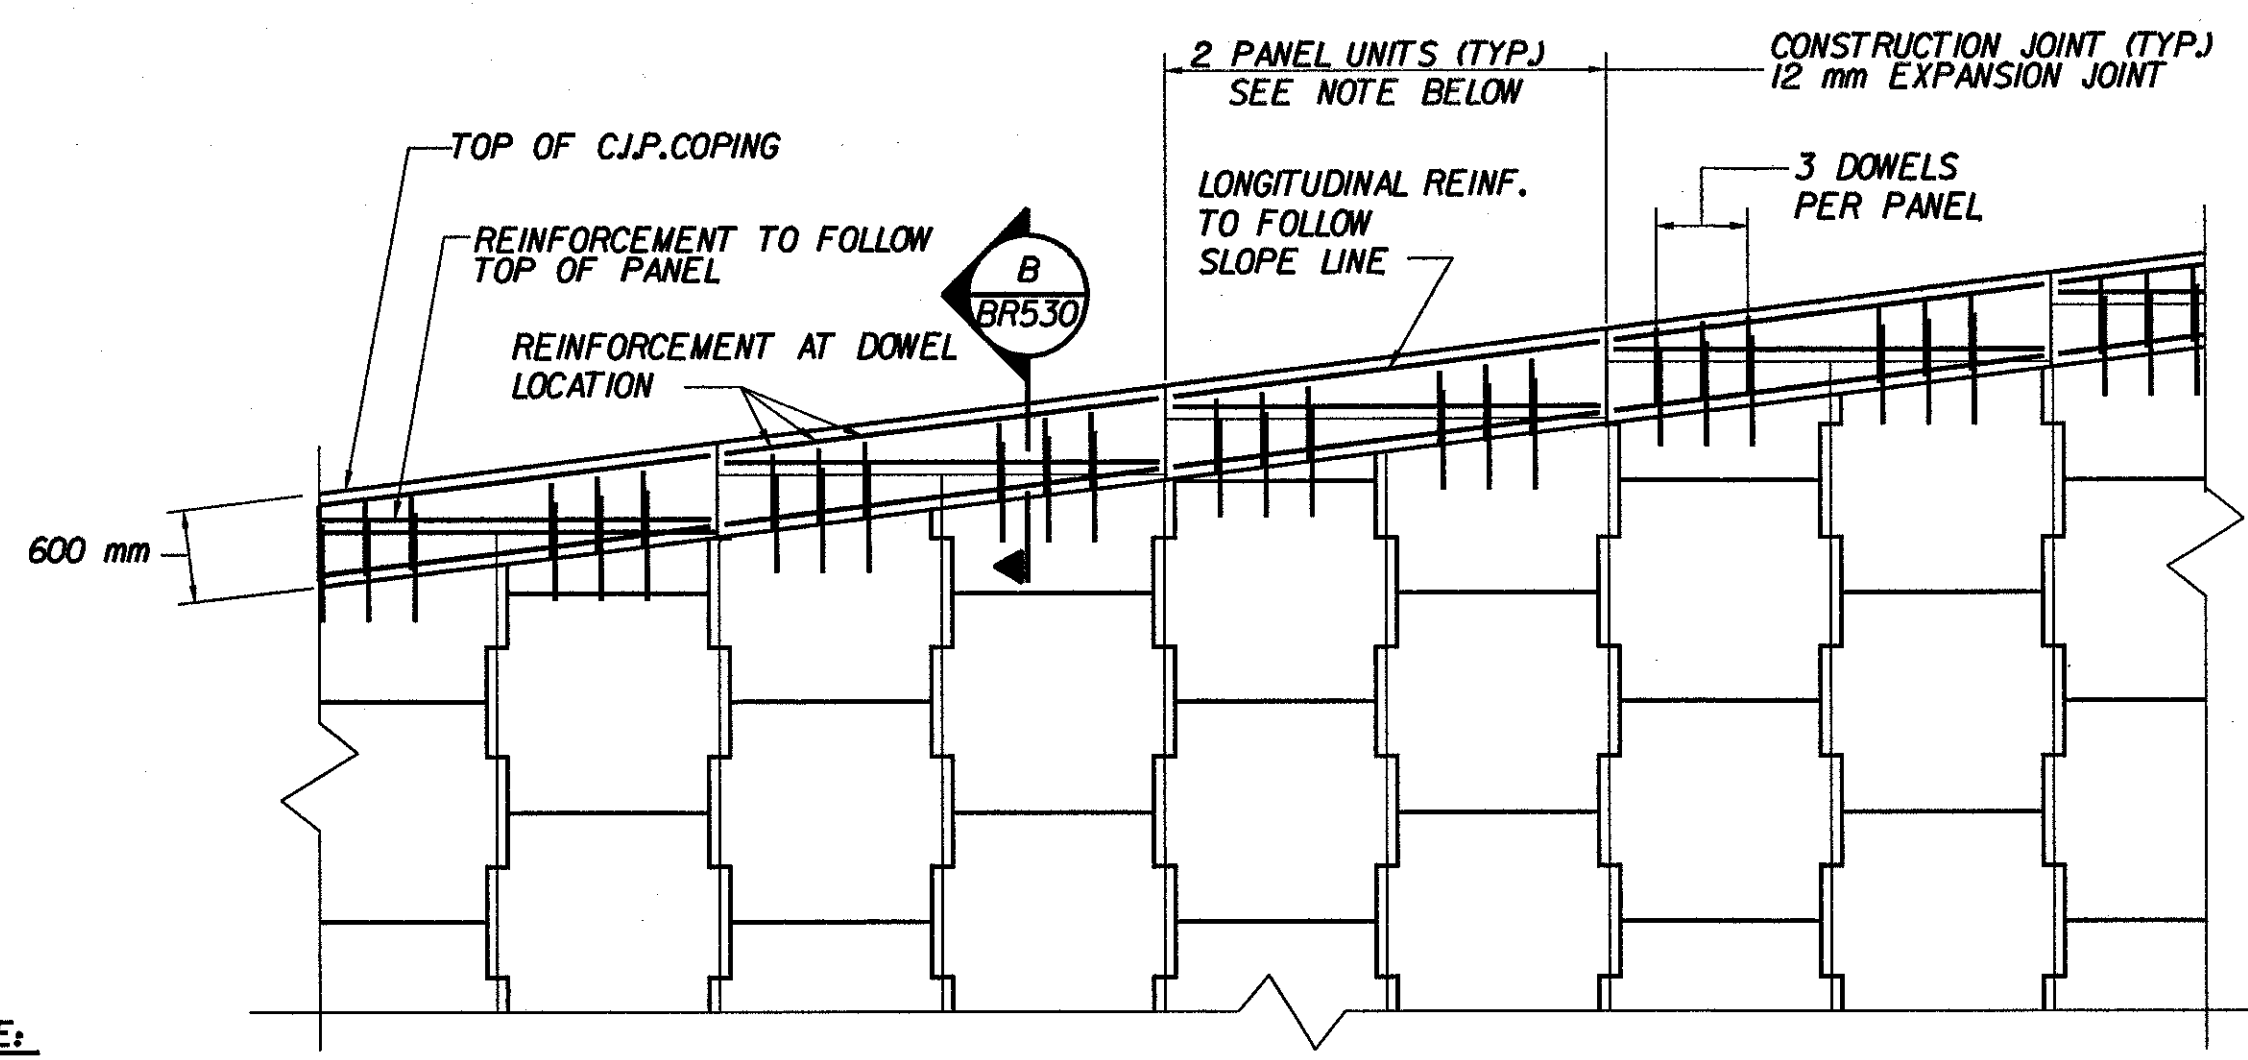 2 PANEL UNITS (TYP.)
SEE NOTE BELOW
CONSTRUCTION JOINT (TYP.)
12 mm EXPANSION JOINT
TOP OF C.I.P.COPING
3 DOWELS
PER PANEL
LONGITUDINAL REINF.
TO FOLLOW
SLOPE LINE
REINFORCEMENT TO FOLLOW
TOP OF PANEL
B
BR530
REINFORCEMENT AT DOWEL
LOCATION
600 mm
E: